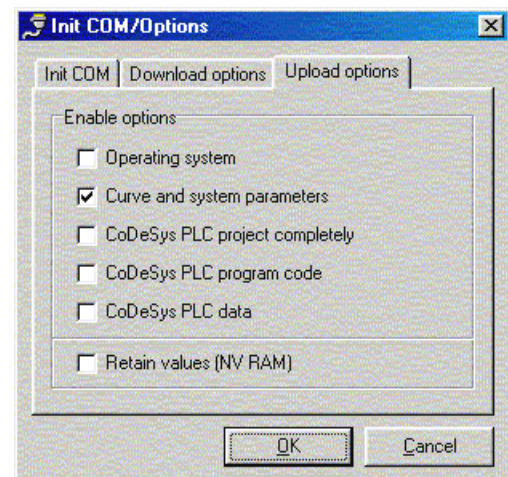 Init COM/Options
Init COM Download options Upload options
Enable options
Operating system
Curve and system parameters
CoDeSys PLC project completely
CoDeSys PLC program code
CoDeSys PLC data
Retain values (NV RAM)
OK Cancel